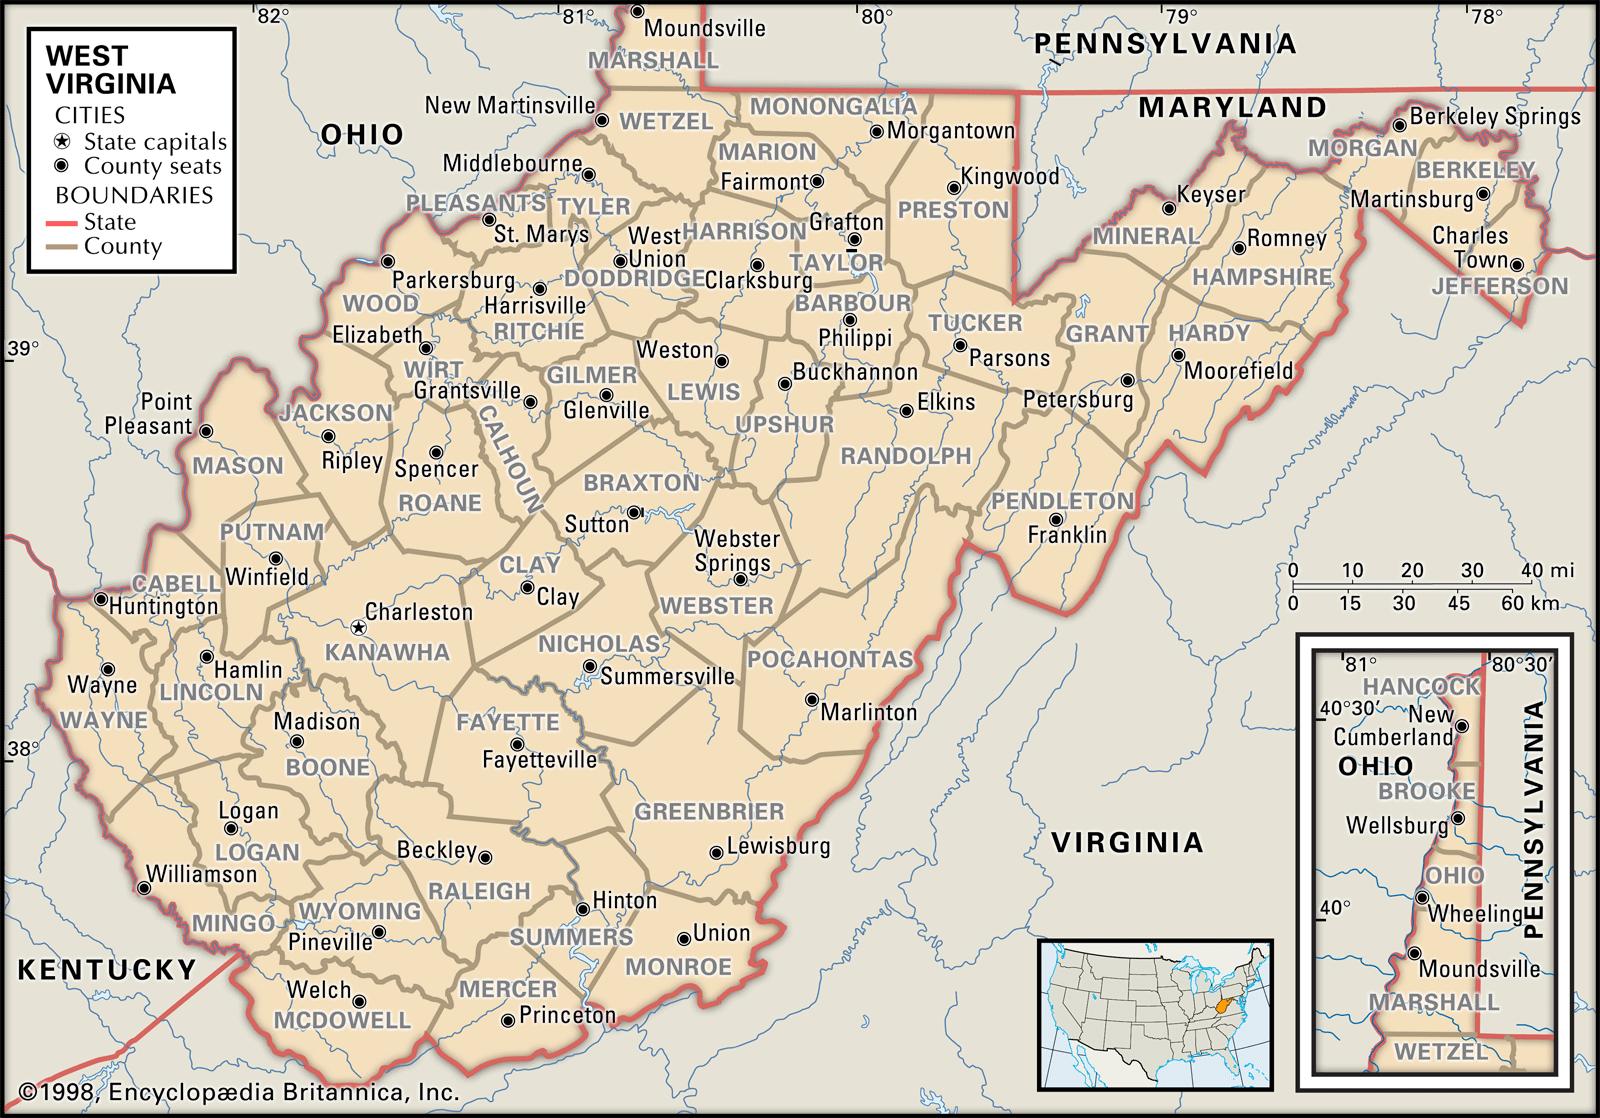 82°
81°
80°
79°
78°
WEST
VIRGINIA
CITIES
State capitals
County seats
BOUNDARIES
State
County
Moundsville
MARSHALL
PENNSYLVANIA
MARYLAND
OHIO
New Martinsville
WETZEL
MONONGALIA
Morgantown
Berkeley Springs
MORGAN
BERKELEY
Martinsburg
Charles
Town
JEFFERSON
Middlebourne
MARION
Fairmont
Kingwood
PRESTON
Keyser
MINERAL
Romney
HAMPSHIRE
PLEASANTS
TYLER
St. Marys
West
Union
HARRISON
Grafton
TAYLOR
DODDRIDGE
Clarksburg
Parkersburg
WOOD
Harrisville
RITCHIE
BARBOUR
Philippi
TUCKER
Parsons
GRANT
HARDY
Moorefield
Petersburg
39°
Elizabeth
WIRT
Grantsville
GILMER
Glenville
Weston
LEWIS
Buckhannon
UPSHUR
Elkins
RANDOLPH
Point
Pleasant
MASON
JACKSON
Ripley
Spencer
ROANE
CALHOUN
BRAXTON
Sutton
Webster
Springs
WEBSTER
PENDLETON
Franklin
PUTNAM
Winfield
CABELL
Huntington
CLAY
Clay
Charleston
KANAWHA
NICHOLAS
Summersville
POCAHONTAS
Marlinton
Hamlin
LINCOLN
Wayne
WAYNE
38°
Madison
BOONE
FAYETTE
Fayetteville
GREENBRIER
Lewisburg
VIRGINIA
Logan
LOGAN
Beckley
RALEIGH
Williamson
MINGO
WYOMING
Pineville
Hinton
SUMMERS
Union
MONROE
KENTUCKY
Welch
MCDOWELL
MERCER
Princeton
0 10 20 30 40 mi
0 15 30 45 60 km
81°
80°30′
HANCOCK
40°30′
New
Cumberland
OHIO
PENNSYLVANIA
BROOKE
Wellsburg
OHIO
40°
Wheeling
Moundsville
MARSHALL
WETZEL
©1998, Encyclopædia Britannica, Inc.